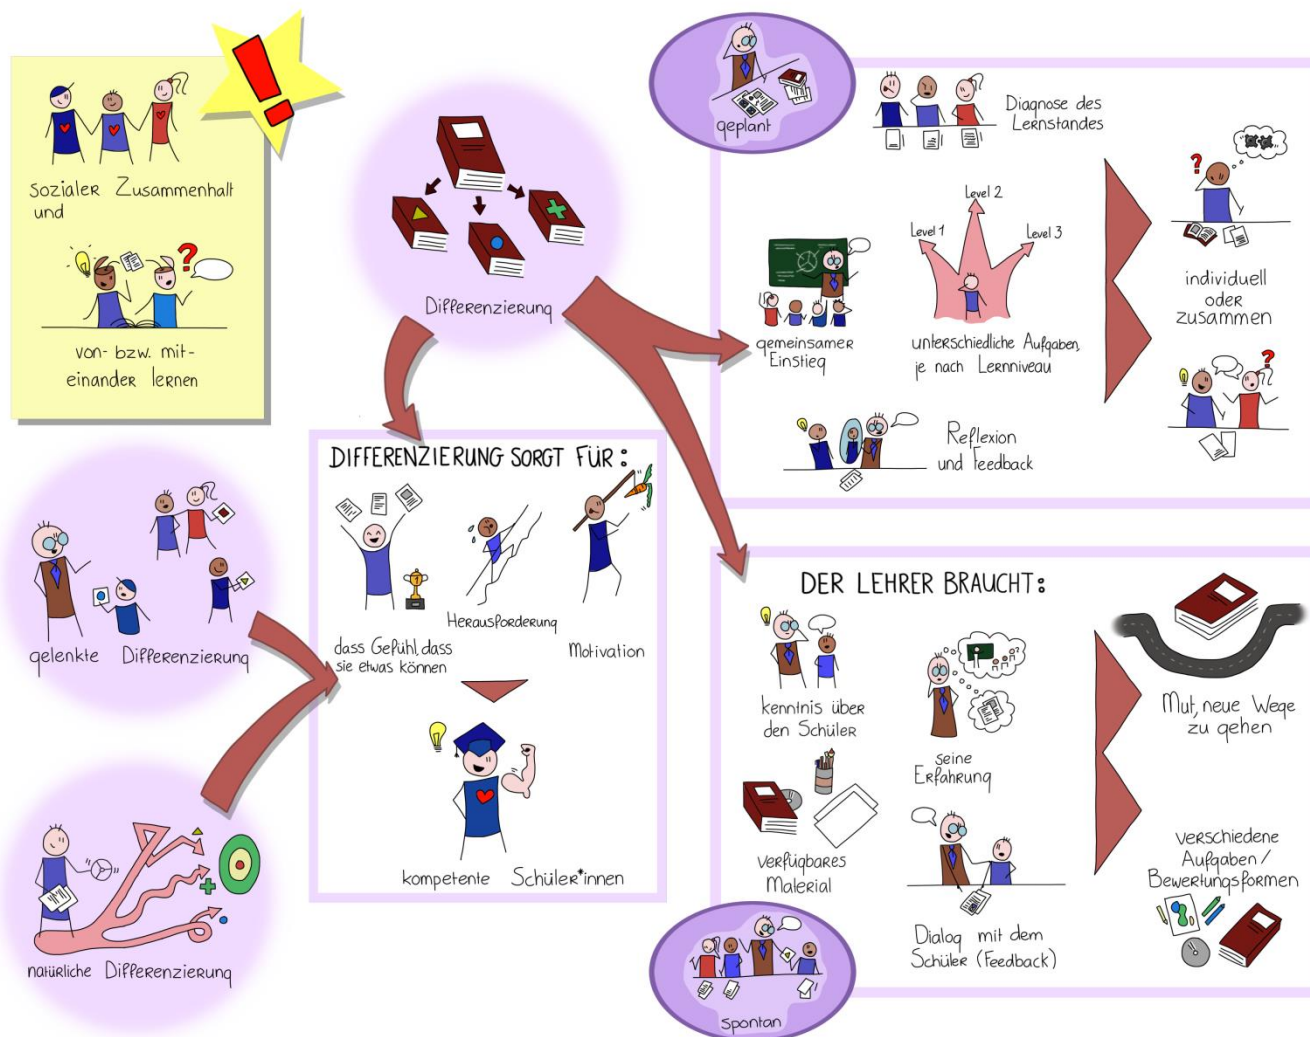 sozialer Zusammenhalt
und
von- bzw. mit-
einander lernen
Differenzierung
geplant
Diagnose des
Lernstandes
Level 1
Level 2
Level 3
gemeinsamer
Einstieg
unterschiedliche Aufgaben,
je nach Lernniveau
individuell
oder
zusammen
Reflexion
und Feedback
gelenkte Differenzierung
natürliche Differenzierung
DIFFERENZIERUNG SORGT FÜR:
1
dass Gefühl, dass
sie etwas können
Herausforderung
Motivation
kompetente Schüler*innen
DER LEHRER BRAUCHT:
kenntnis über
den Schüler
seine
Erfahrung
verfügbares
Material
Dialog mit dem
Schüler (Feedback)
Mut, neue Wege
zu gehen
verschiedene
Aufgaben/
Bewertungsformen
spontan